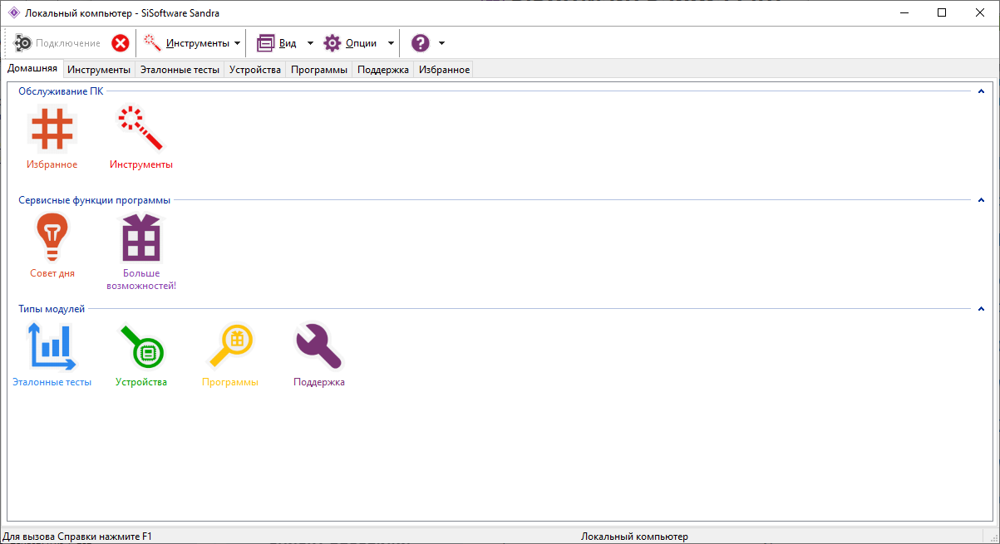 Локальный компьютер - SiSoftware Sandra
Подключение Инструменты Вид Опции
Домашняя Инструменты Эталонные тесты Устройства Программы Поддержка Избранное
Обслуживание ПК
Избранное Инструменты
Сервисные функции программы
Совет дня Больше
возможностей!
Типы модулей
Эталонные тесты Устройства Программы Поддержка
Для вызова Справки нажмите F1 Локальный компьютер